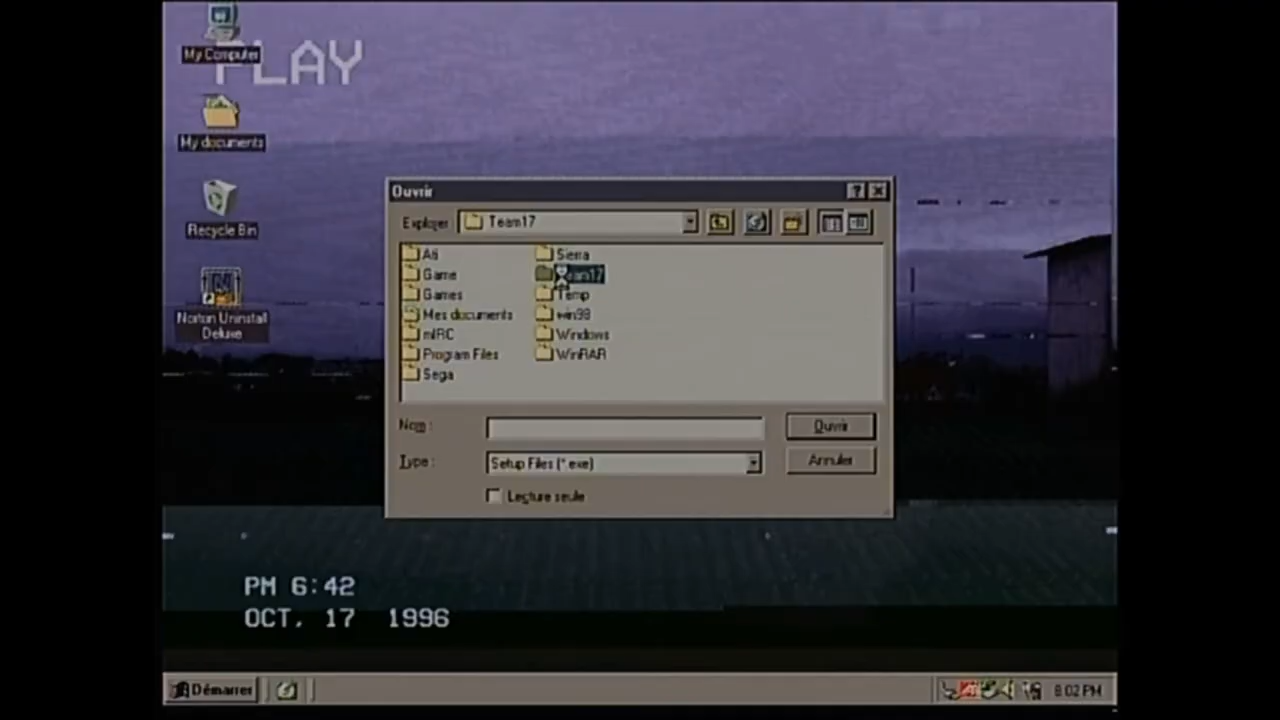 My Computer
PLAY
My documents
Recycle Bin
Norton Uninstall
Deluxe
Ouvrir
Explorer
Team17
Ati
Game
Games
Mes documents
mIRC
Program Files
Sega
Sierra
Team17
Temp
win98
Windows
WinRAR
Nom :
Ouvrir
Type :
Setup Files (*.exe)
Annuler
Lecture seule
PM 6:42
OCT. 17 1996
Démarrer
8:02 PM